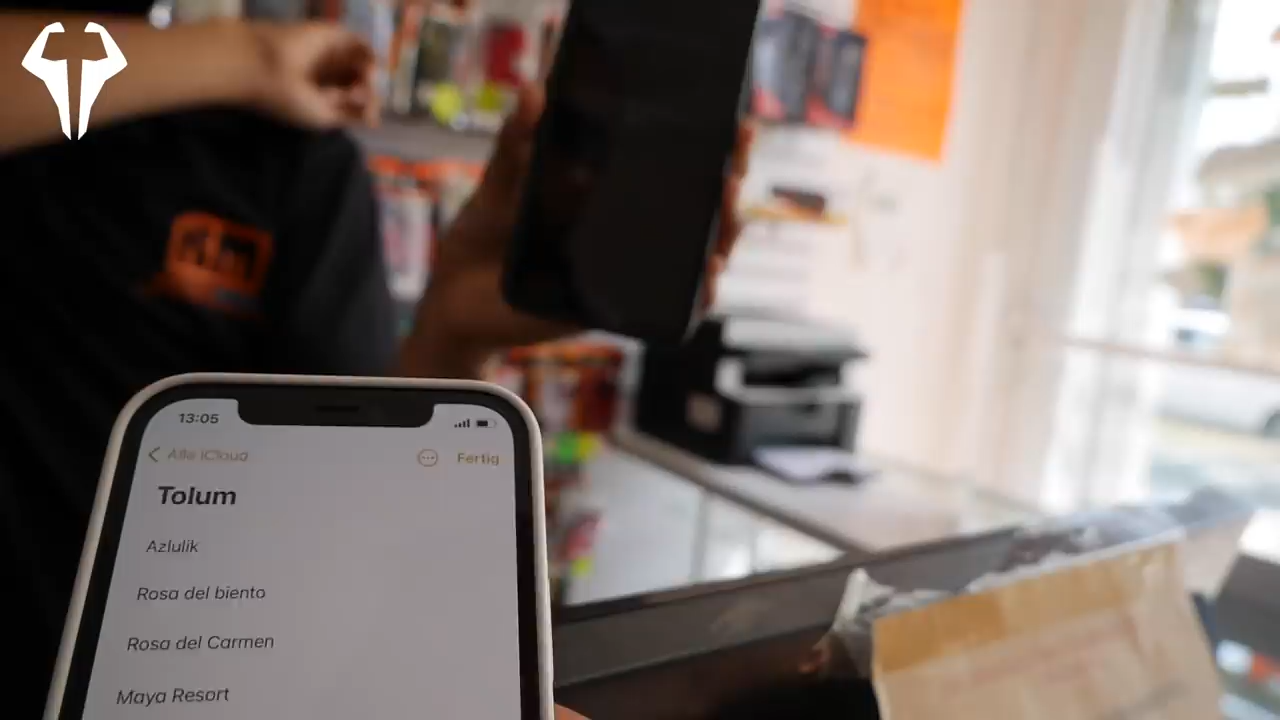 13:05
Alle iCloud
Fertig
Tolum
Azlulik
Rosa del biento
Rosa del Carmen
Maya Resort